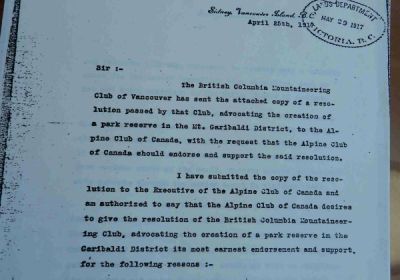 Sidney, Vancouver Island, B.C.
LANDS DEPARTMENT
MAY 29 1917
VICTORIA, B.C.
April 25th, 191
Sir :-
The British Columbia Mountaineering
Club of Vancouver has sent the attached copy of a reso-
lution passed by that Club, advocating the creation of
a park reserve in the Mt. Garibaldi District, to the Al-
pine Club of Canada, with the request that the Alpine Club
of Canada should endorse and support the said resolution.
I have submitted the copy of the reso-
lution to the Executive of the Alpine Club of Canada and
am authorized to say that the Alpine Club of Canada desires
to give the resolution of the British Columbia Mountaineer-
ing Club, advocating the creation of a park reserve in the
Garibaldi District its most earnest endorsement and support,
for the following reasons :-